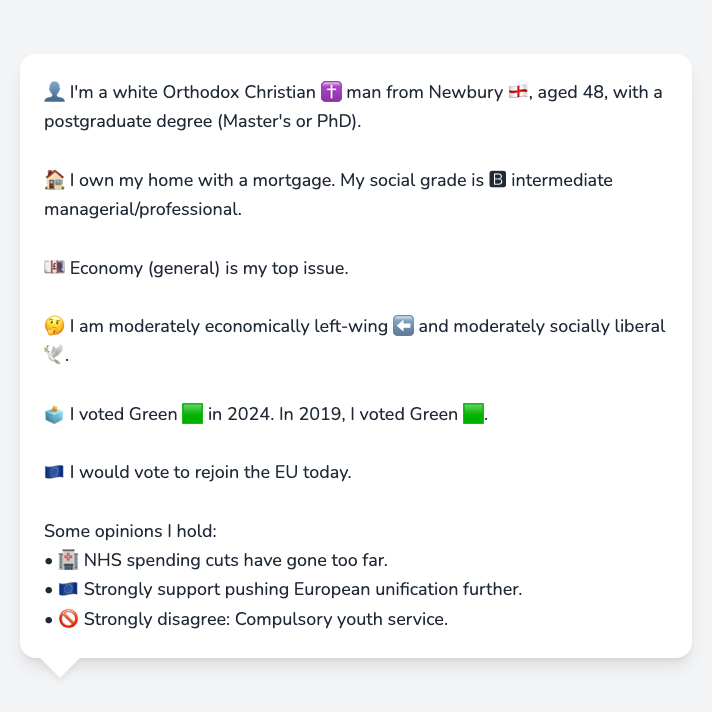 👤 I'm a white Orthodox Christian ✝️ man from Newbury 🏴󠁧󠁢󠁥󠁮󠁧󠁿, aged 48, with a
postgraduate degree (Master's or PhD).
🏠 I own my home with a mortgage. My social grade is 🅱 intermediate
managerial/professional.
💷 Economy (general) is my top issue.
🤔 I am moderately economically left-wing ⬅️ and moderately socially liberal
🕊️.
🗳️ I voted Green 🟩 in 2024. In 2019, I voted Green 🟩.
🇪🇺 I would vote to rejoin the EU today.
Some opinions I hold:
• 🏥 NHS spending cuts have gone too far.
• 🇪🇺 Strongly support pushing European unification further.
• 🚫 Strongly disagree: Compulsory youth service.